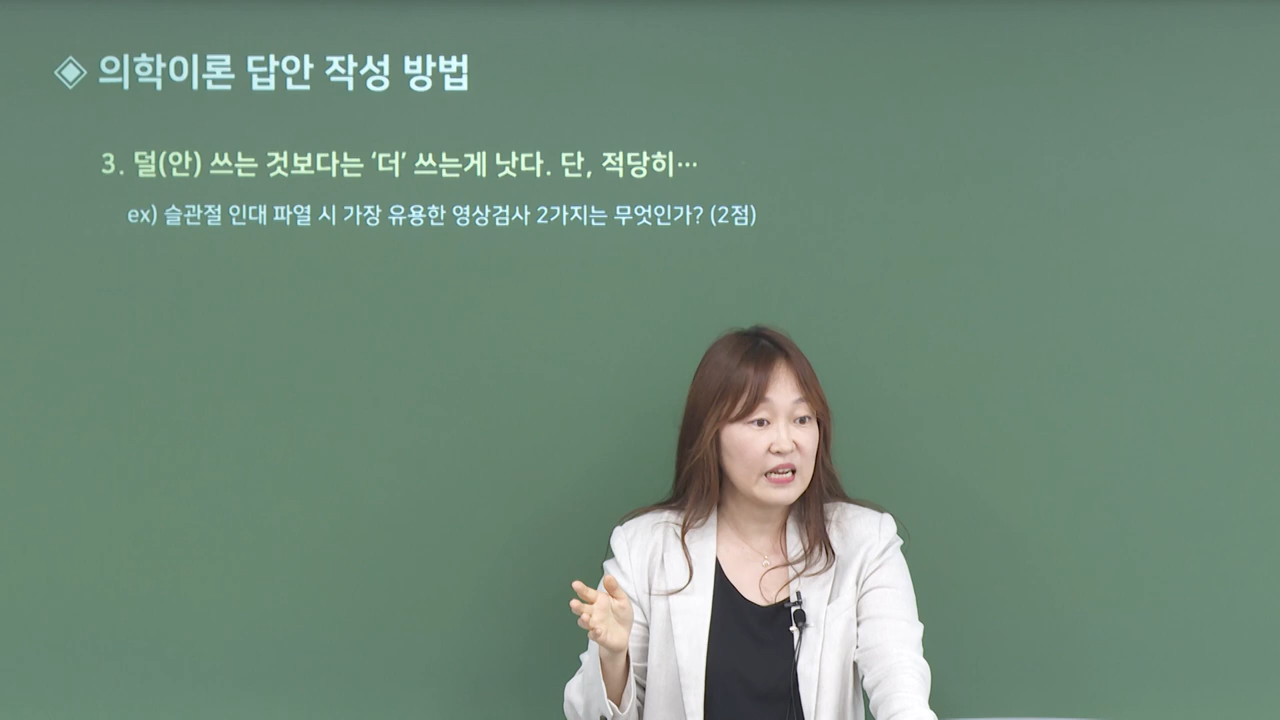 ◈ 의학이론 답안 작성 방법
3. 덜(안) 쓰는 것보다는 ‘더’ 쓰는게 낫다. 단, 적당히…
ex) 슬관절 인대 파열 시 가장 유용한 영상검사 2가지는 무엇인가? (2점)